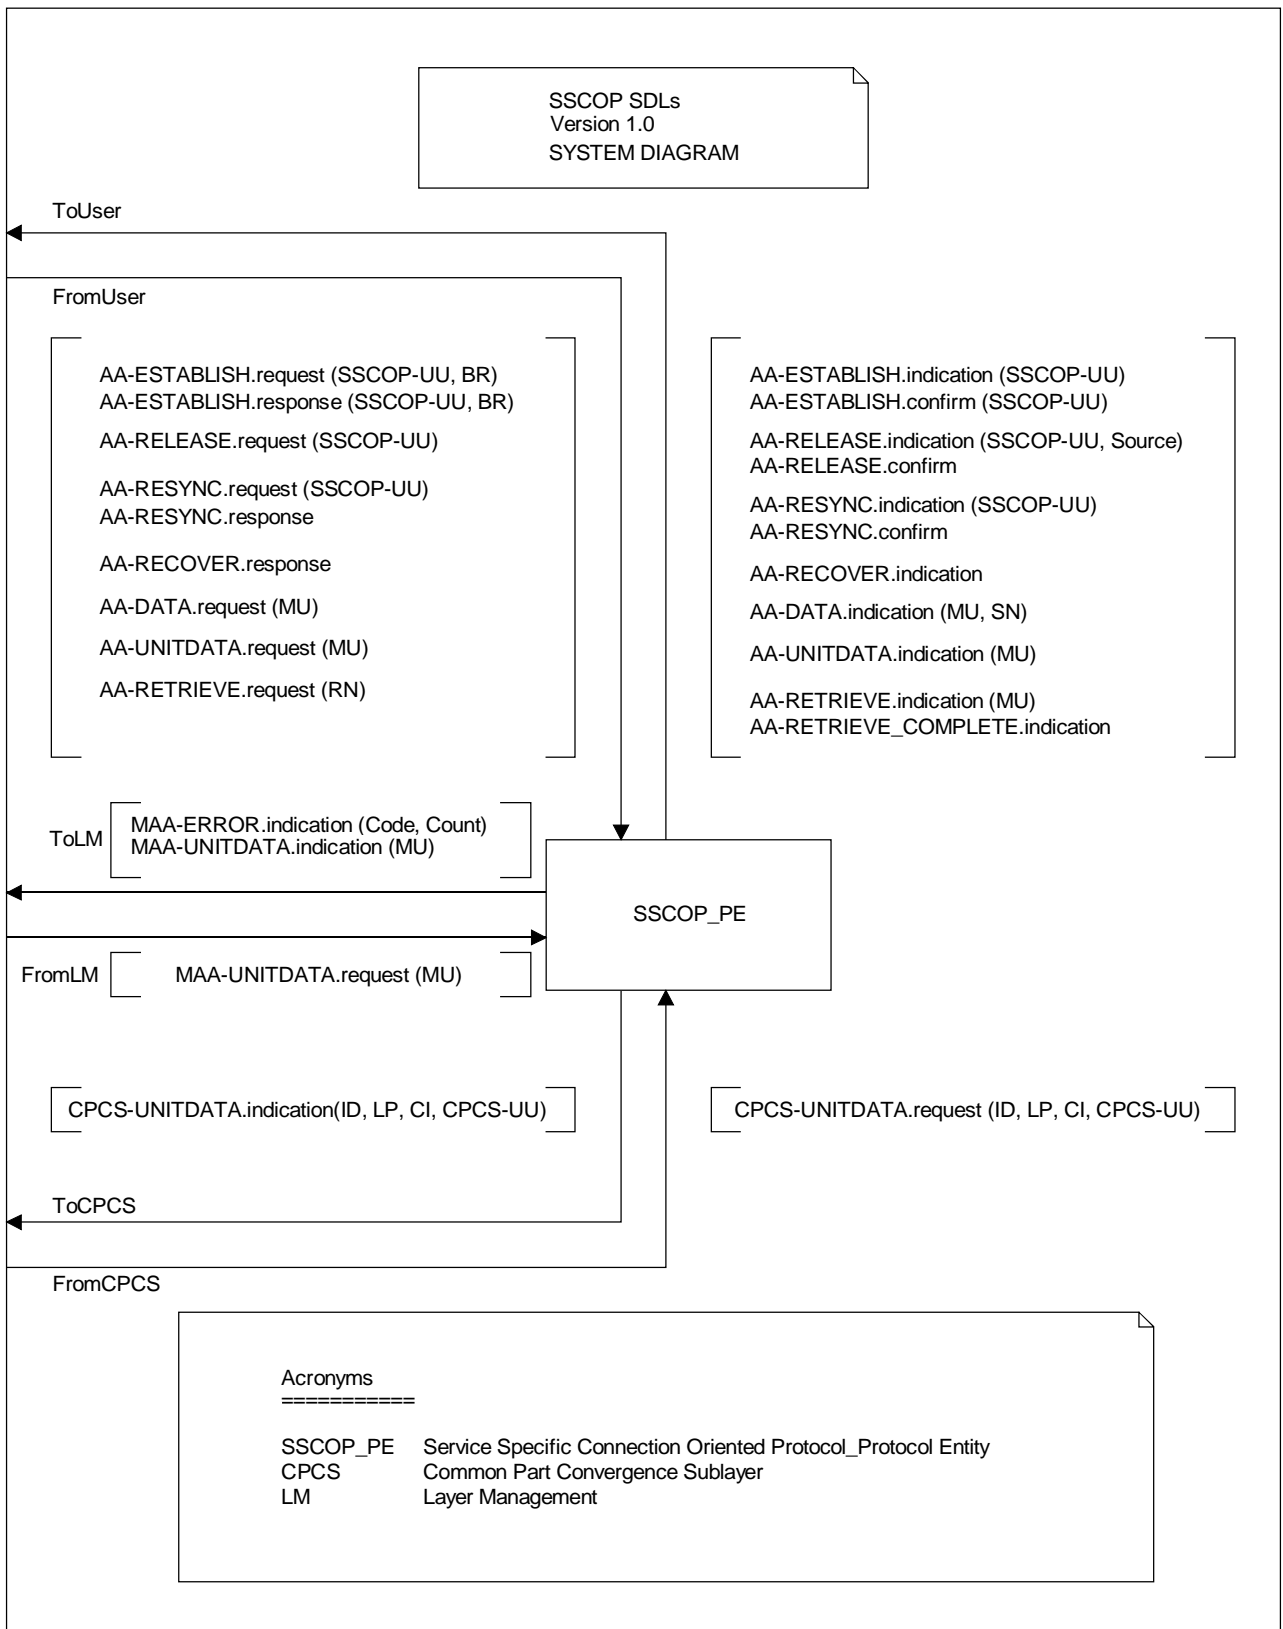 SSCOP SDLs
Version 1.0
SYSTEM DIAGRAM
ToUser
FromUser
AA-ESTABLISH.request (SSCOP-UU, BR)
AA-ESTABLISH.response (SSCOP-UU, BR)
AA-RELEASE.request (SSCOP-UU)
AA-RESYNC.request (SSCOP-UU)
AA-RESYNC.response
AA-RECOVER.response
AA-DATA.request (MU)
AA-UNITDATA.request (MU)
AA-RETRIEVE.request (RN)
AA-ESTABLISH.indication (SSCOP-UU)
AA-ESTABLISH.confirm (SSCOP-UU)
AA-RELEASE.indication (SSCOP-UU, Source)
AA-RELEASE.confirm
AA-RESYNC.indication (SSCOP-UU)
AA-RESYNC.confirm
AA-RECOVER.indication
AA-DATA.indication (MU, SN)
AA-UNITDATA.indication (MU)
AA-RETRIEVE.indication (MU)
AA-RETRIEVE_COMPLETE.indication
ToLM
MAA-ERROR.indication (Code, Count)
MAA-UNITDATA.indication (MU)
SSCOP_PE
FromLM
MAA-UNITDATA.request (MU)
CPCS-UNITDATA.indication(ID, LP, CI, CPCS-UU)
CPCS-UNITDATA.request (ID, LP, CI, CPCS-UU)
ToCPCS
FromCPCS
Acronyms
===========
SSCOP_PE Service Specific Connection Oriented Protocol_Protocol Entity
CPCS Common Part Convergence Sublayer
LM Layer Management